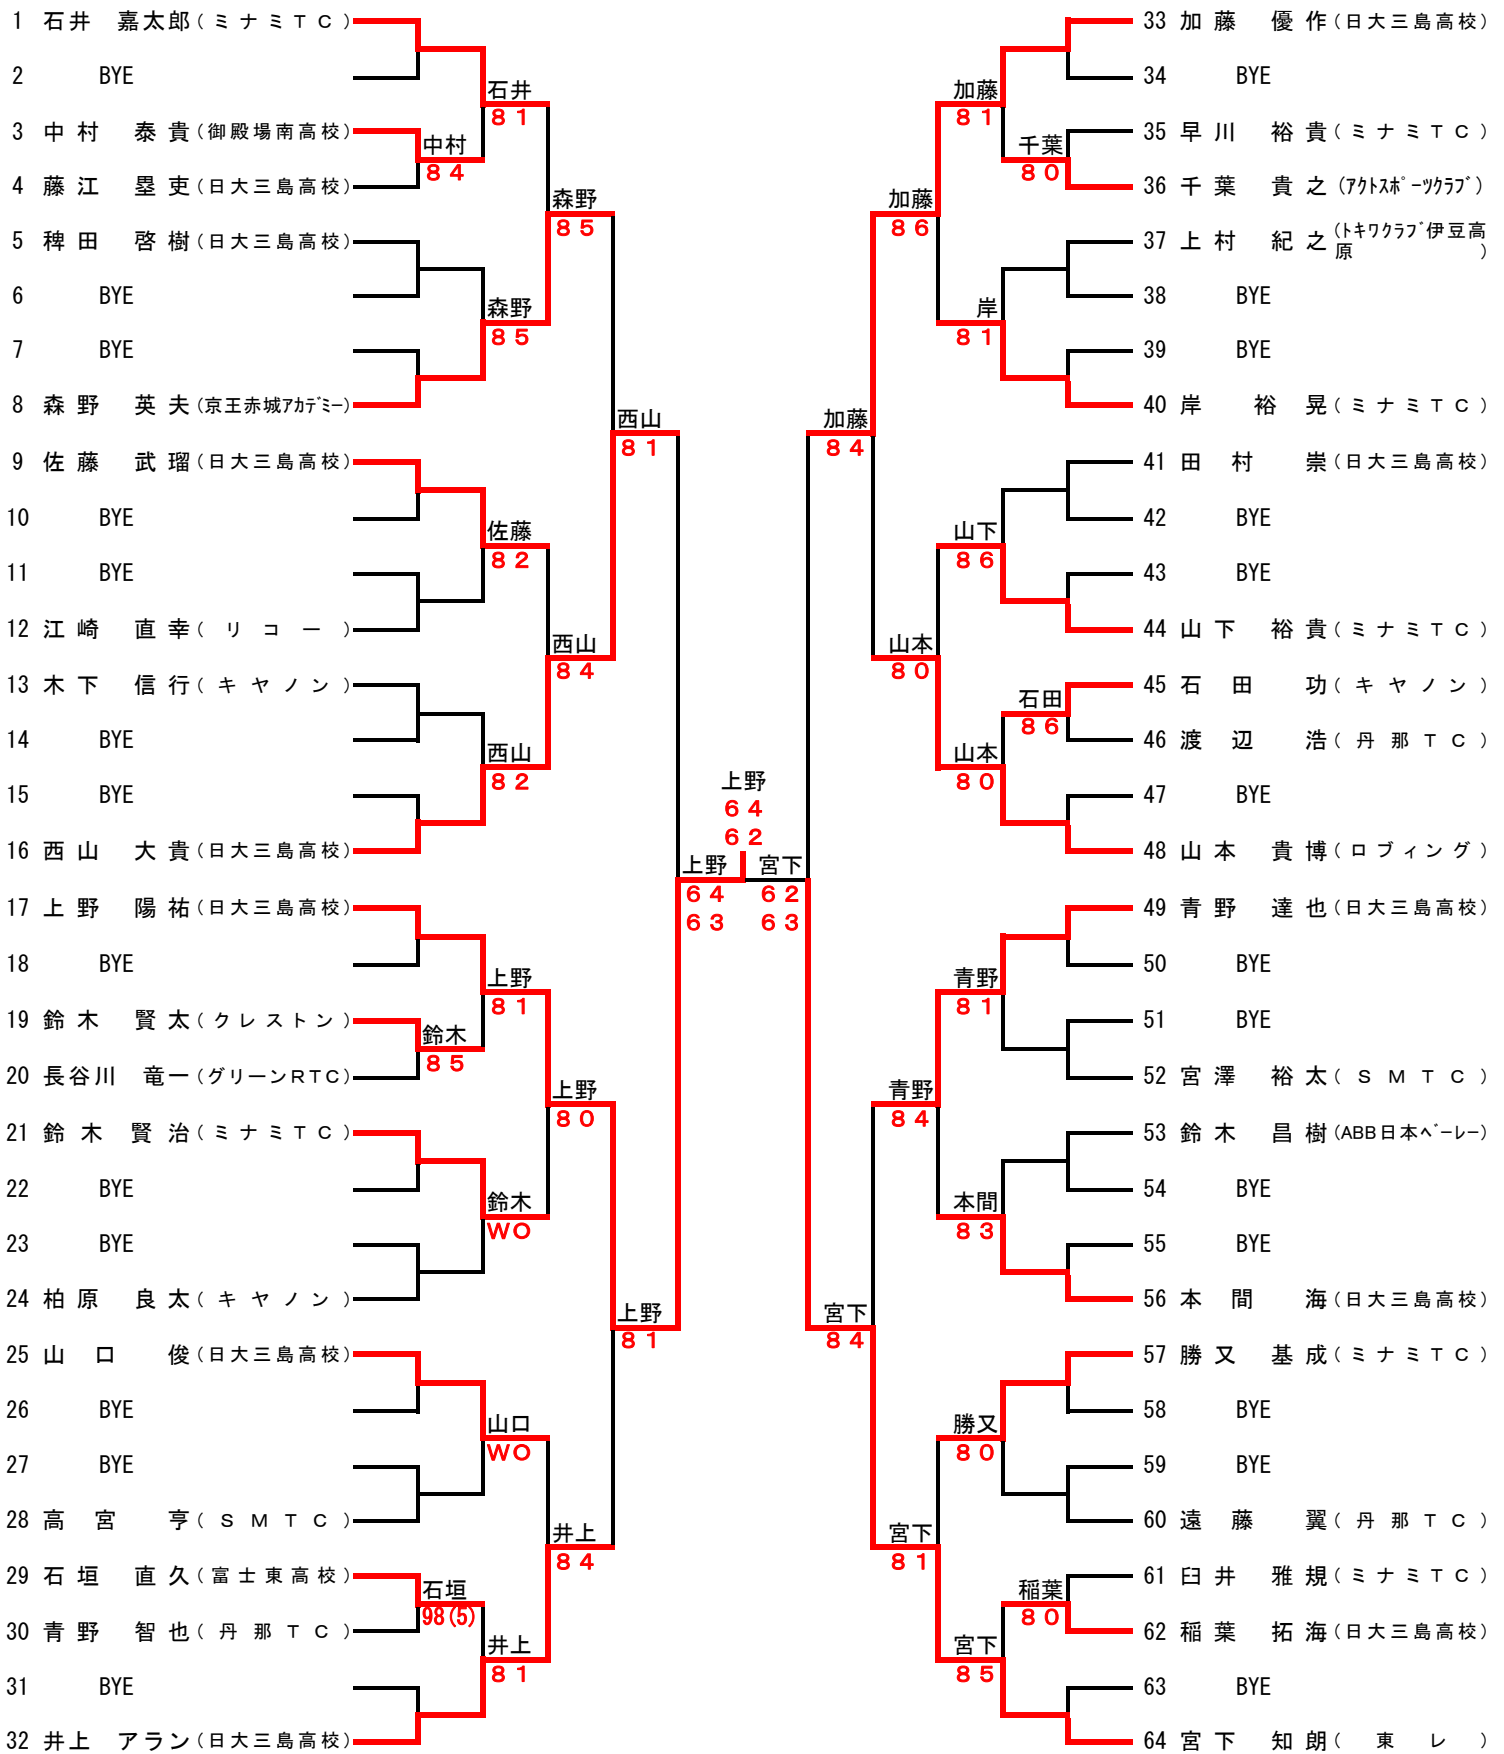 1 石井 嘉太郎(ミナミTC)
2 BYE
3 中村 泰貴(御殿場南高校)
4 藤江 塁吏(日大三島高校)
5 稗田 啓樹(日大三島高校)
6 BYE
7 BYE
8 森野 英夫(京王赤城アカデミー)
9 佐藤 武瑠(日大三島高校)
10 BYE
11 BYE
12 江崎 直幸(リコー)
13 木下 信行(キヤノン)
14 BYE
15 BYE
16 西山 大貴(日大三島高校)
17 上野 陽祐(日大三島高校)
18 BYE
19 鈴木 賢太(クレストン)
20 長谷川 竜一(グリーンRTC)
21 鈴木 賢治(ミナミTC)
22 BYE
23 BYE
24 柏原 良太(キヤノン)
25 山口 俊(日大三島高校)
26 BYE
27 BYE
28 高宮 亨(SMTC)
29 石垣 直久(富士東高校)
30 青野 智也(丹那TC)
31 BYE
32 井上 アラン(日大三島高校)
中村
84
鈴木
85
石垣
98(5)
石井
81
森野
85
佐藤
82
西山
82
上野
81
鈴木
WO
山口
WO
井上
81
森野
85
西山
84
上野
80
井上
84
西山
81
上野
81
上野
64
63
上野
64
62
宮下
62
63
加藤
84
宮下
84
加藤
86
山本
80
青野
84
宮下
81
加藤
81
岸
81
山下
86
山本
80
青野
81
本間
83
勝又
80
宮下
85
千葉
80
石田
86
稲葉
80
33 加藤 優作(日大三島高校)
34 BYE
35 早川 裕貴(ミナミTC)
36 千葉 貴之(アクトスポーツクラブ)
37 上村 紀之(トキワクラブ伊豆高
原)
38 BYE
39 BYE
40 岸 裕晃(ミナミTC)
41 田村 崇(日大三島高校)
42 BYE
43 BYE
44 山下 裕貴(ミナミTC)
45 石田 功(キヤノン)
46 渡辺 浩(丹那TC)
47 BYE
48 山本 貴博(ロブィング)
49 青野 達也(日大三島高校)
50 BYE
51 BYE
52 宮澤 裕太(SMTC)
53 鈴木 昌樹(ABB日本ベーレー)
54 BYE
55 BYE
56 本間 海(日大三島高校)
57 勝又 基成(ミナミTC)
58 BYE
59 BYE
60 遠藤 翼(丹那TC)
61 臼井 雅規(ミナミTC)
62 稲葉 拓海(日大三島高校)
63 BYE
64 宮下 知朗(東レ)